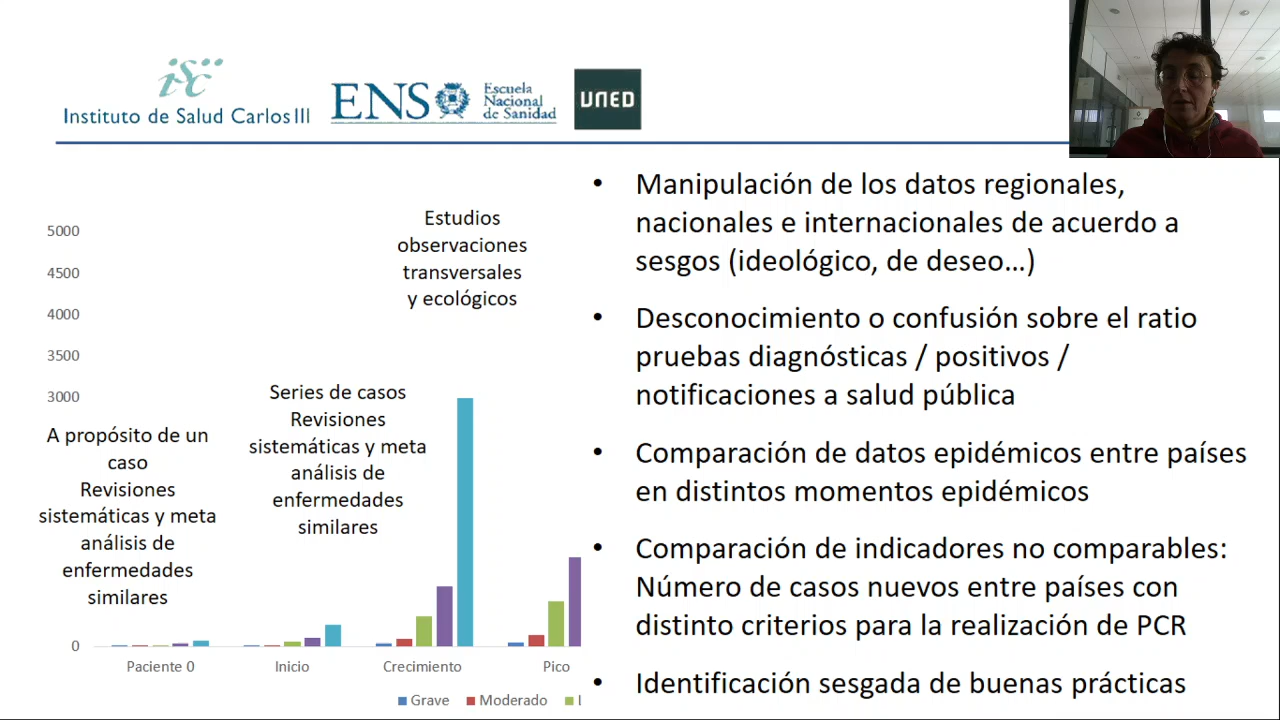 isc
Instituto de Salud Carlos III
ENS
Escuela
Nacional
de Sanidad
UNED
Estudios
observaciones
transversales
y ecológicos
5000
4500
4000
3500
3000
0
Series de casos
Revisiones
sistemáticas y meta
análisis de
enfermedades
similares
A propósito de un
caso
Revisiones
sistemáticas y meta
análisis de
enfermedades
similares
Paciente 0
Inicio
Crecimiento
Pico
Grave
Moderado
L
• Manipulación de los datos regionales,
nacionales e internacionales de acuerdo a
sesgos (ideológico, de deseo…)
• Desconocimiento o confusión sobre el ratio
pruebas diagnósticas / positivos /
notificaciones a salud pública
• Comparación de datos epidémicos entre países
en distintos momentos epidémicos
• Comparación de indicadores no comparables:
Número de casos nuevos entre países con
distinto criterios para la realización de PCR
• Identificación sesgada de buenas prácticas